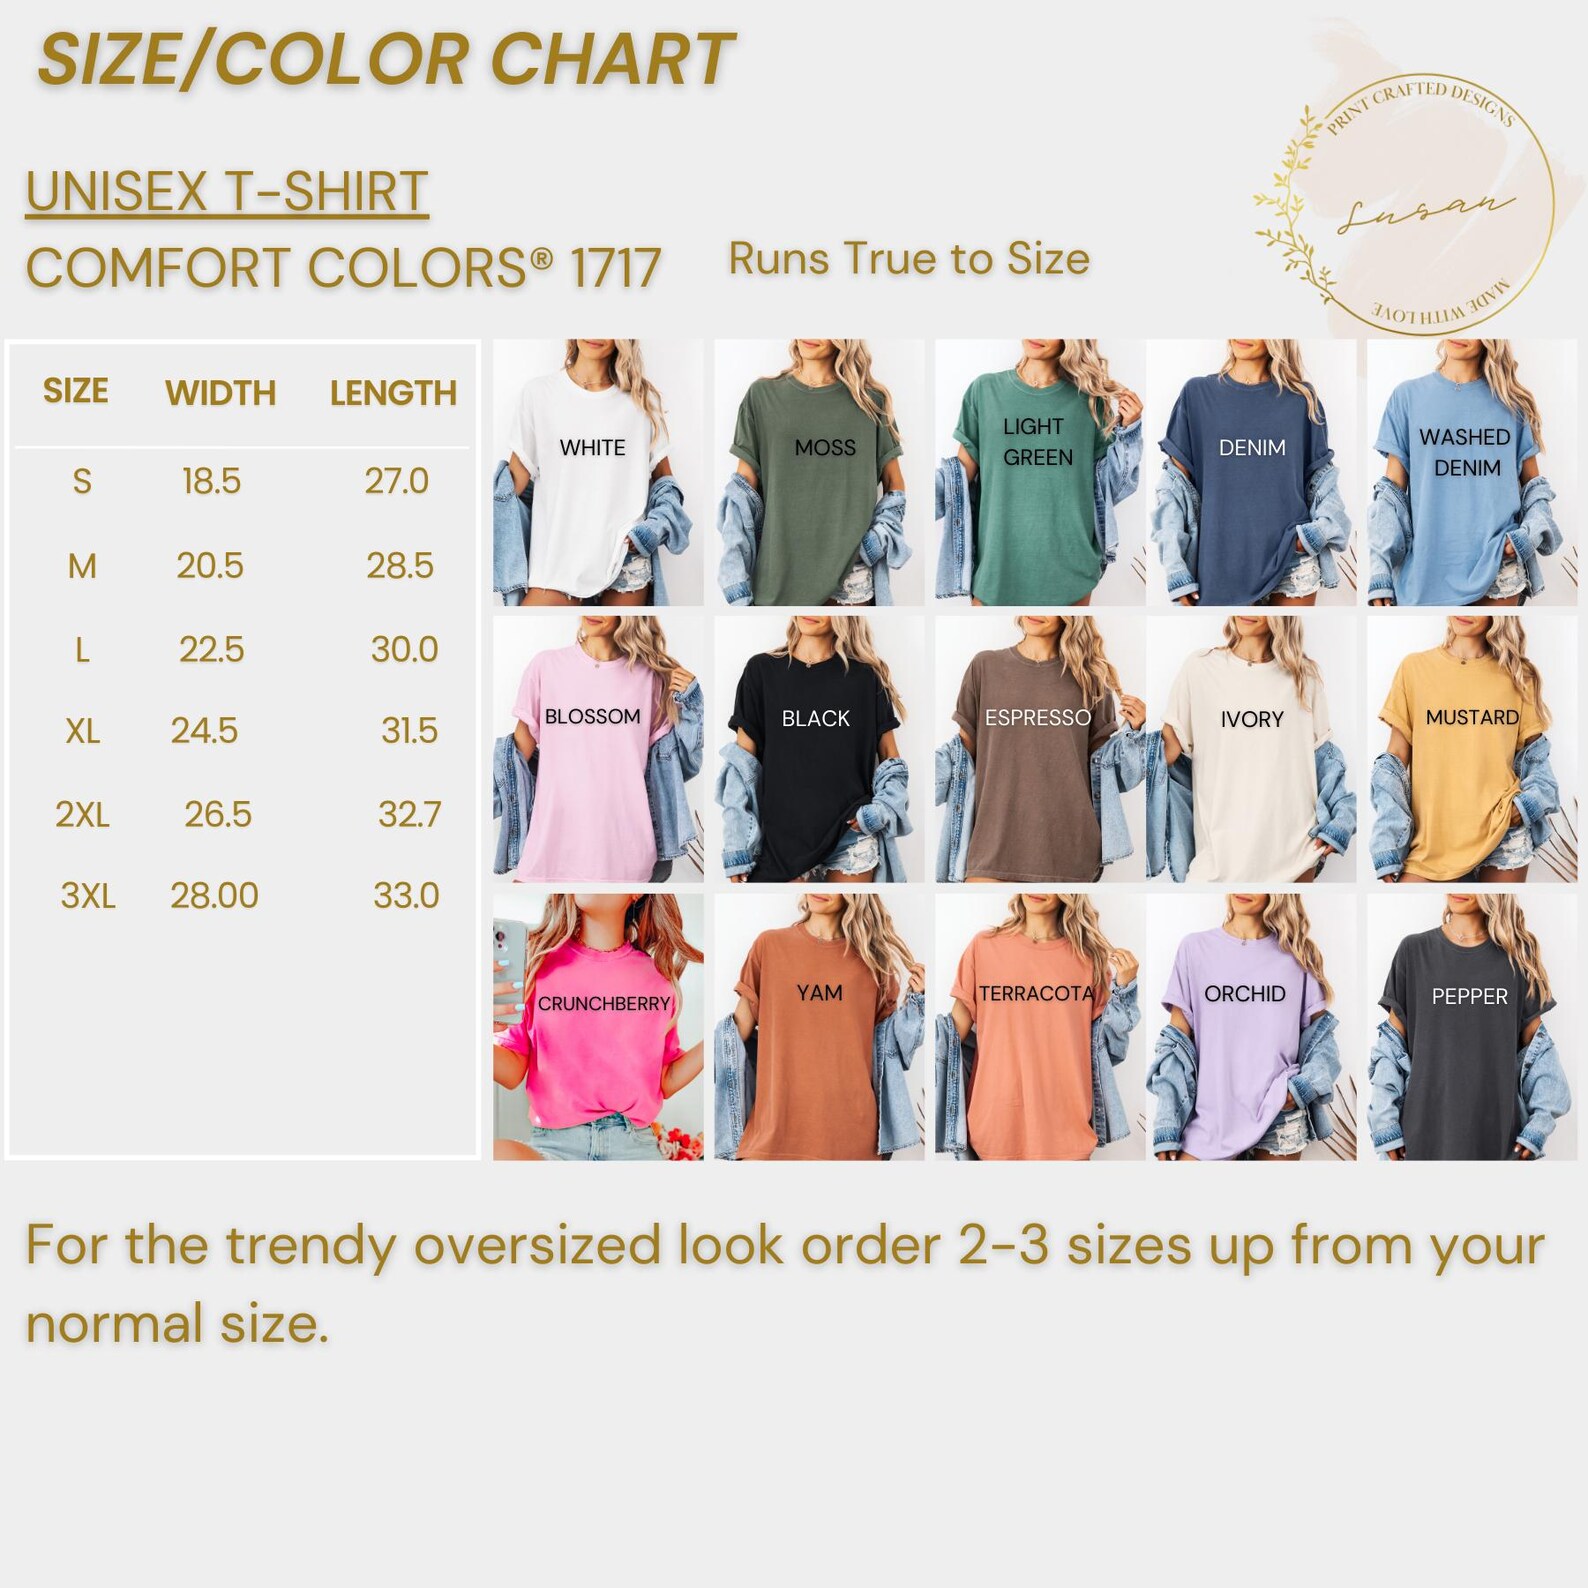 SIZE/COLOR CHART
PRINT CRAFTED DESIGNS
Susan
MADE WITH LOVE
UNISEX T-SHIRT
COMFORT COLORS® 1717
Runs True to Size
SIZE WIDTH LENGTH
S 18.5 27.0
M 20.5 28.5
L 22.5 30.0
XL 24.5 31.5
2XL 26.5 32.7
3XL 28.00 33.0
WHITE
MOSS
LIGHT
GREEN
DENIM
WASHED
DENIM
BLOSSOM
BLACK
ESPRESSO
IVORY
MUSTARD
CRUNCHBERRY
YAM
TERRACOTA
ORCHID
PEPPER
For the trendy oversized look order 2-3 sizes up from your
normal size.